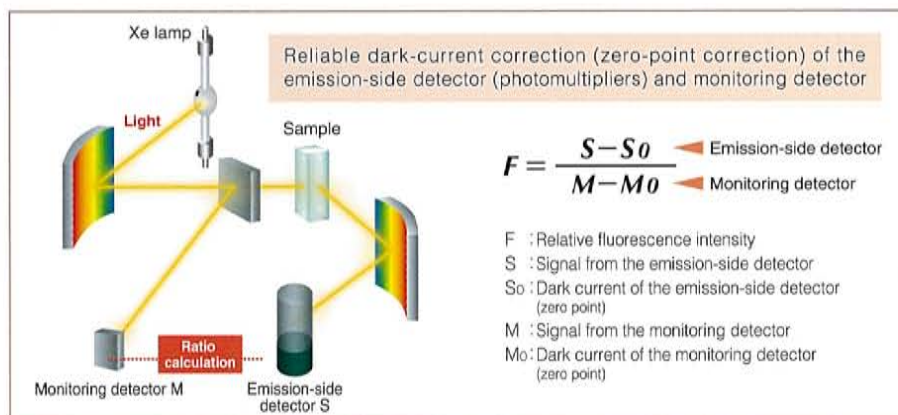 Xe lamp
Reliable dark-current correction (zero-point correction) of the
emission-side detector (photomultipliers) and monitoring detector
Light
Sample
F = S-S0 / M-M0
Emission-side detector
Monitoring detector
F : Relative fluorescence intensity
S : Signal from the emission-side detector
So : Dark current of the emission-side detector
(zero point)
M : Signal from the monitoring detector
Mo : Dark current of the monitoring detector
(zero point)
Ratio
calculation
Monitoring detector M
Emission-side
detector S